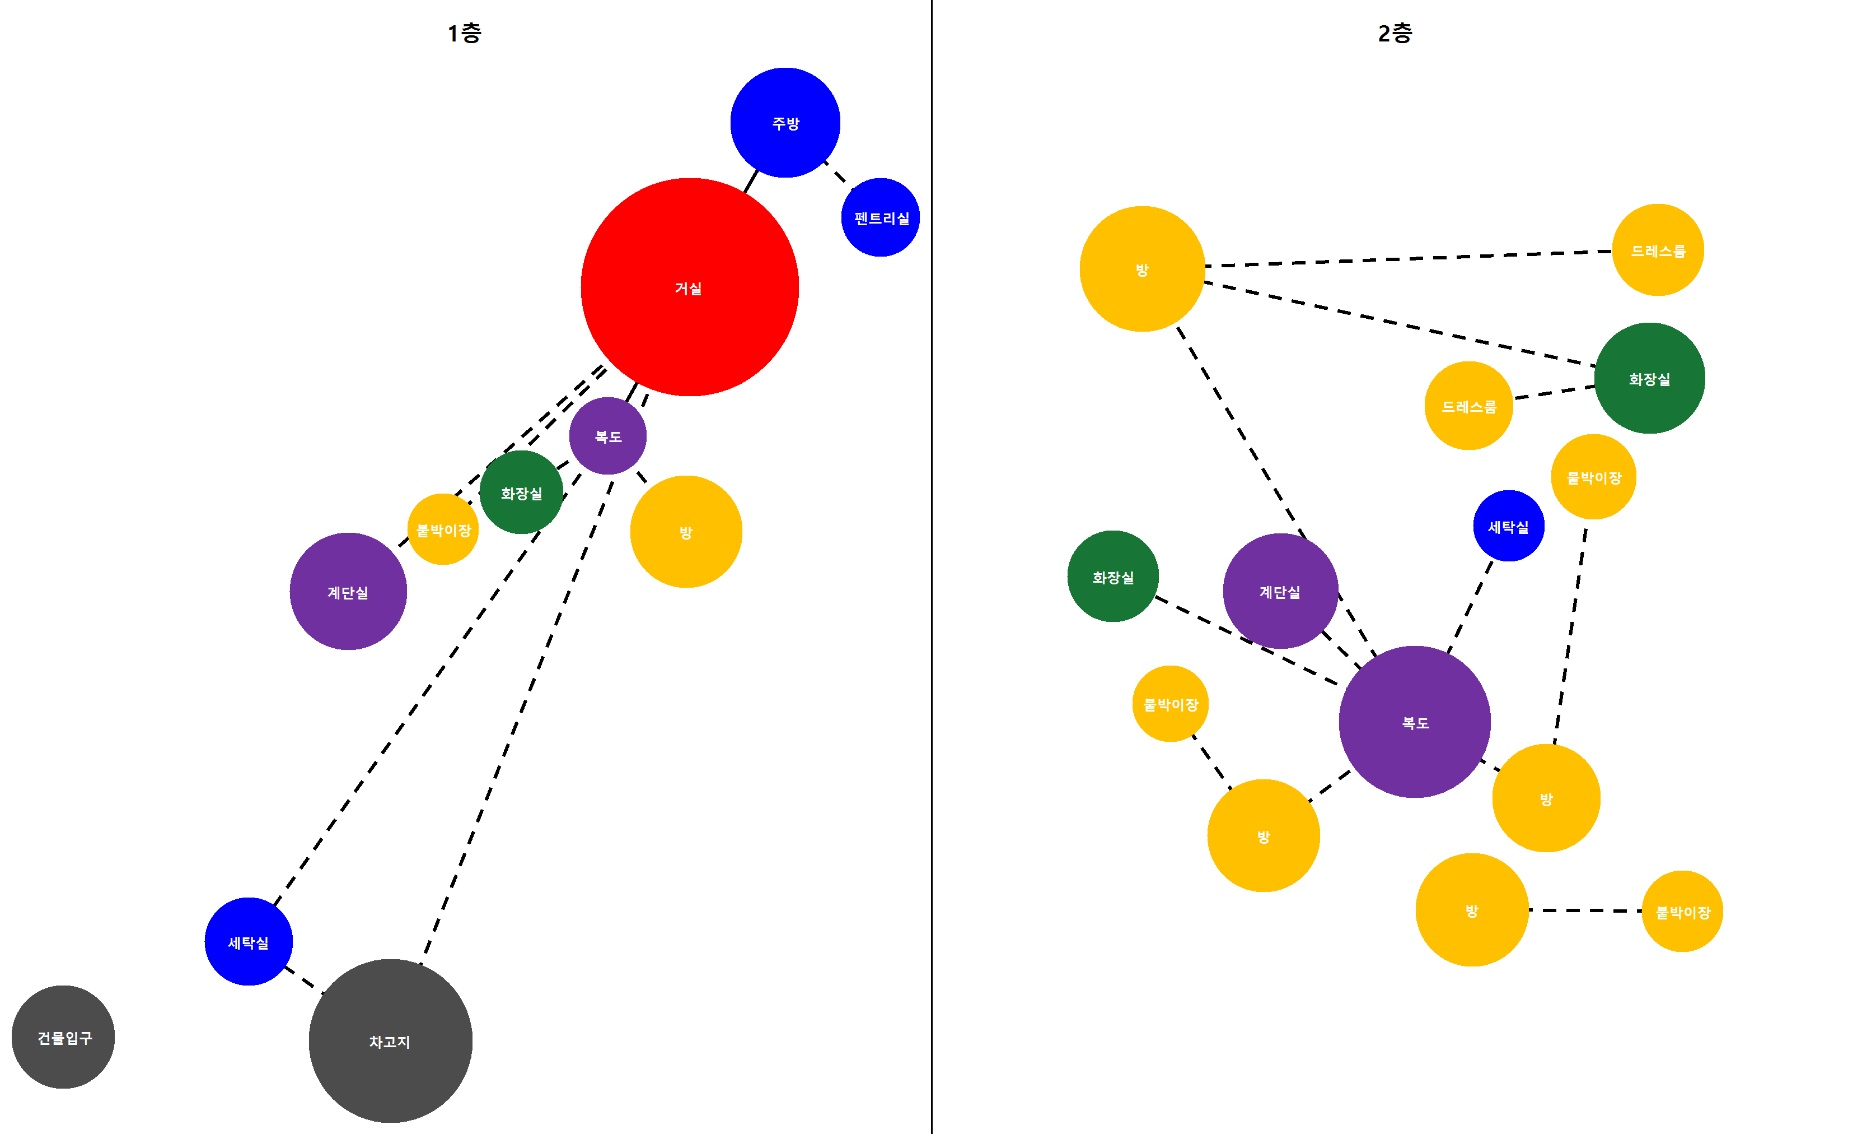 1층
주방
펜트리실
거실
복도
화장실
붙박이장
방
계단실
세탁실
건물입구
차고지
2층
드레스룸
방
화장실
드레스룸
붙박이장
세탁실
화장실
계단실
붙박이장
복도
방
방
방
붙박이장